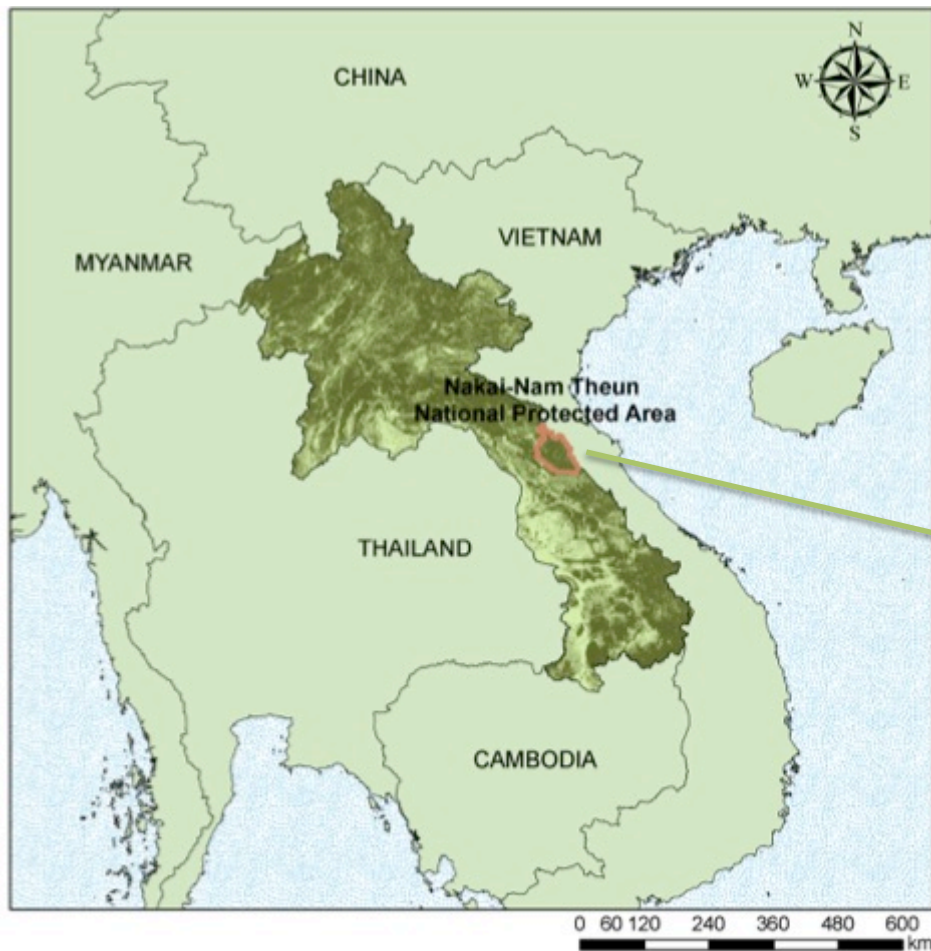 N
CHINA
W E
S
VIETNAM
MYANMAR
Nakai-Nam Theun
National Protected Area
THAILAND
CAMBODIA
0 60 120 240 360 480 600
km